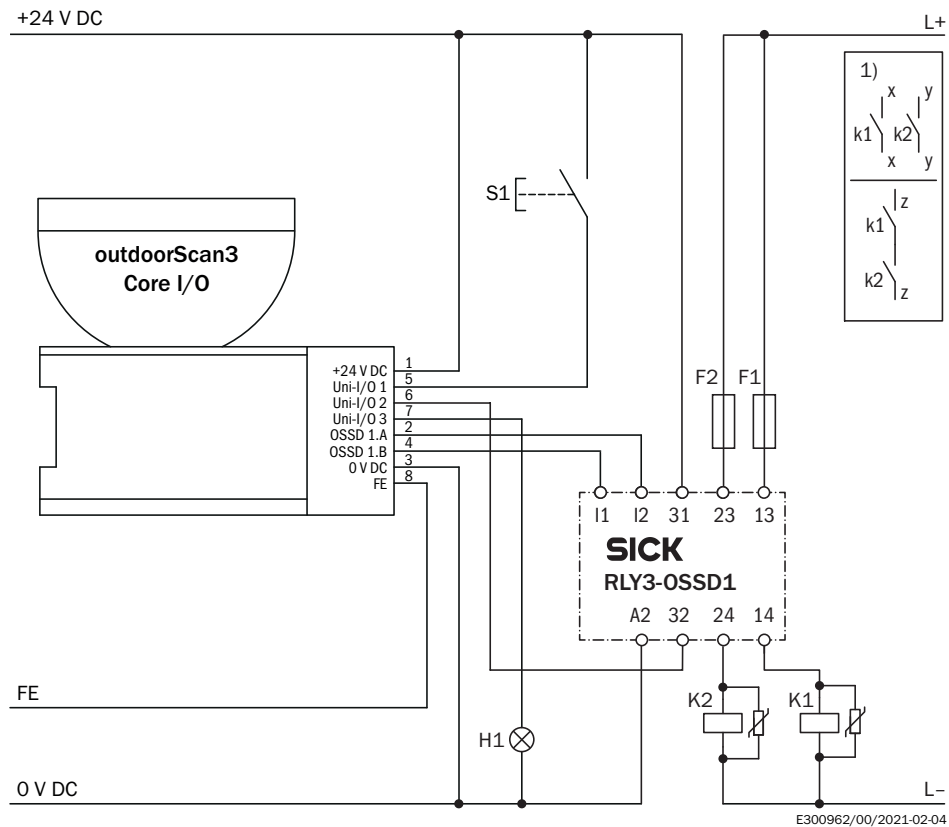 +24 V DC
L+
1)
x y
k1 k2
x y
z
k1
k2
z
S1
outdoorScan3
Core I/O
+24 V DC 1
Uni-I/O 1 5
Uni-I/O 2 6
Uni-I/O 3 7
OSSD 1.A 2
OSSD 1.B 4
0 V DC 3
FE 8
F2 F1
I1 I2 31 23 13
SICK
RLY3-OSSD1
A2 32 24 14
FE
K2 K1
H1
0 V DC
L–
E300962/00/2021-02-04